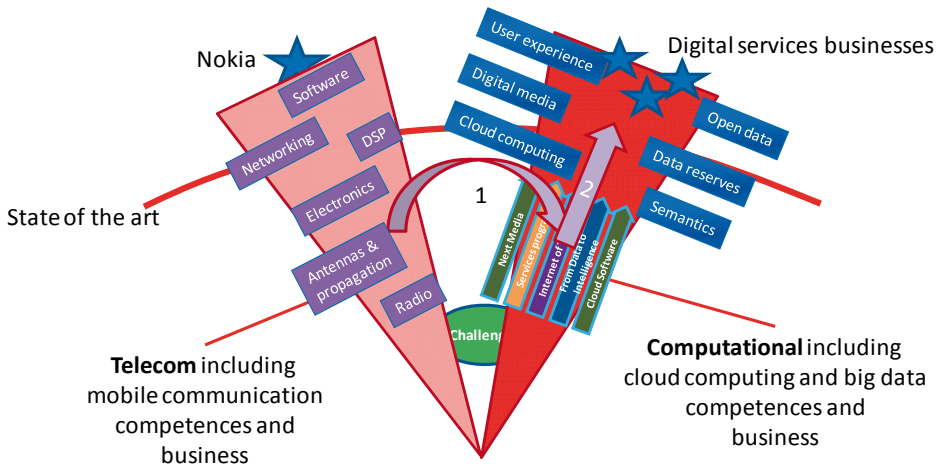 Nokia
Software
Networking
DSP
Electronics
Antennas &
propagation
Radio
State of the art
Telecom including
mobile communication
competences and
business
1
2
Challeng
User experience
Digital media
Cloud computing
Digital services businesses
Open data
Data reserves
Semantics
Next Media
Services progr
Internet of
From Data to
Intelligence
Cloud Software
Computational including
cloud computing and big data
competences and
business